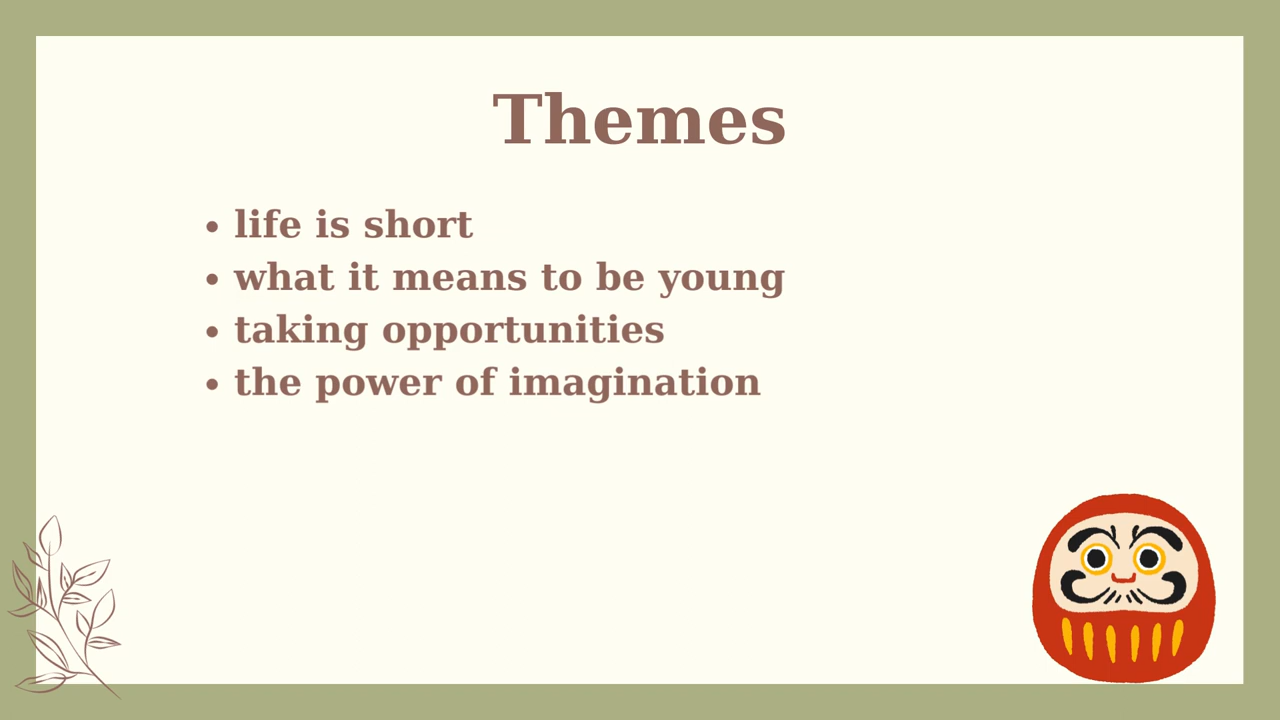 Themes
• life is short
• what it means to be young
• taking opportunities
• the power of imagination